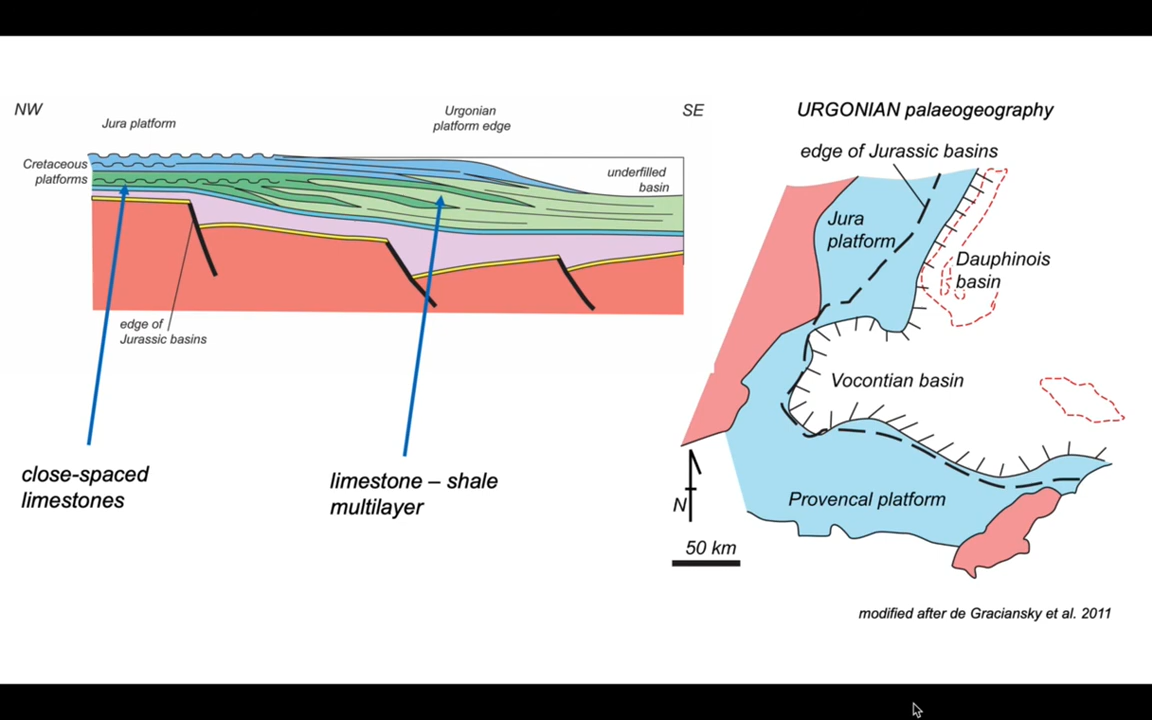 NW
Jura platform
Urgonian
platform edge
SE
Cretaceous
platforms
underfilled
basin
edge of
Jurassic basins
close-spaced
limestones
limestone – shale
multilayer
URGONIAN palaeogeography
edge of Jurassic basins
Jura
platform
Dauphinois
basin
Vocontian basin
Provencal platform
N
50 km
modified after de Graciansky et al. 2011